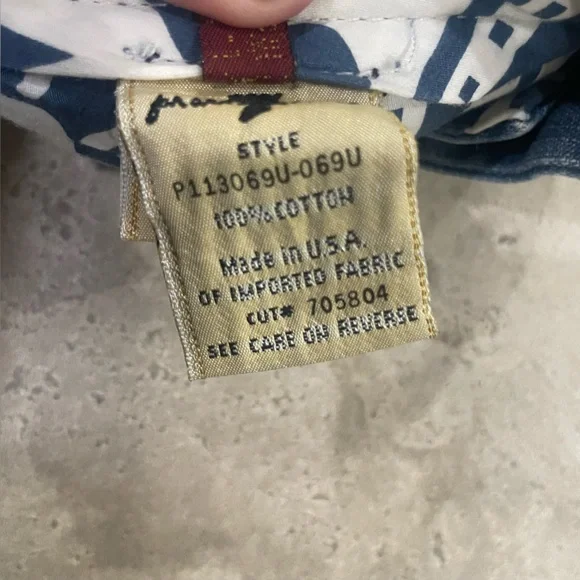 STYLE
P113069U-069U
100% COTTON
Made in U.S.A.
OF IMPORTED FABRIC
CUT# 705804
SEE CARE ON REVERSE